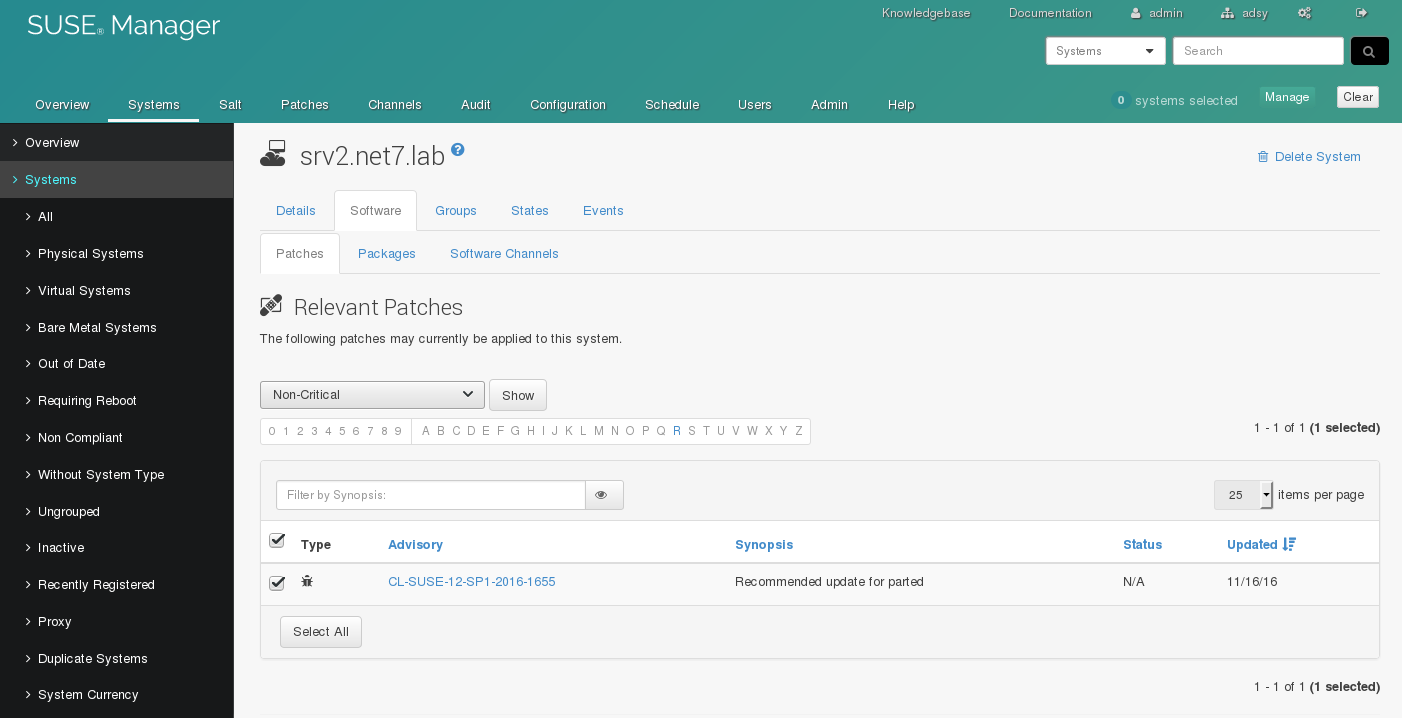 SUSE® Manager
Knowledgebase Documentation admin adsy
Systems Search
Overview Systems Salt Patches Channels Audit Configuration Schedule Users Admin Help
0 systems selected Manage Clear
Overview
Systems
All
Physical Systems
Virtual Systems
Bare Metal Systems
Out of Date
Requiring Reboot
Non Compliant
Without System Type
Ungrouped
Inactive
Recently Registered
Proxy
Duplicate Systems
System Currency
srv2.net7.lab ?
Delete System
Details Software Groups States Events
Patches Packages Software Channels
Relevant Patches
The following patches may currently be applied to this system.
Non-Critical Show
0 1 2 3 4 5 6 7 8 9 A B C D E F G H I J K L M N O P Q R S T U V W X Y Z
1 - 1 of 1 (1 selected)
Filter by Synopsis: 25 items per page
Type Advisory Synopsis Status Updated
CL-SUSE-12-SP1-2016-1655 Recommended update for parted N/A 11/16/16
Select All
1 - 1 of 1 (1 selected)